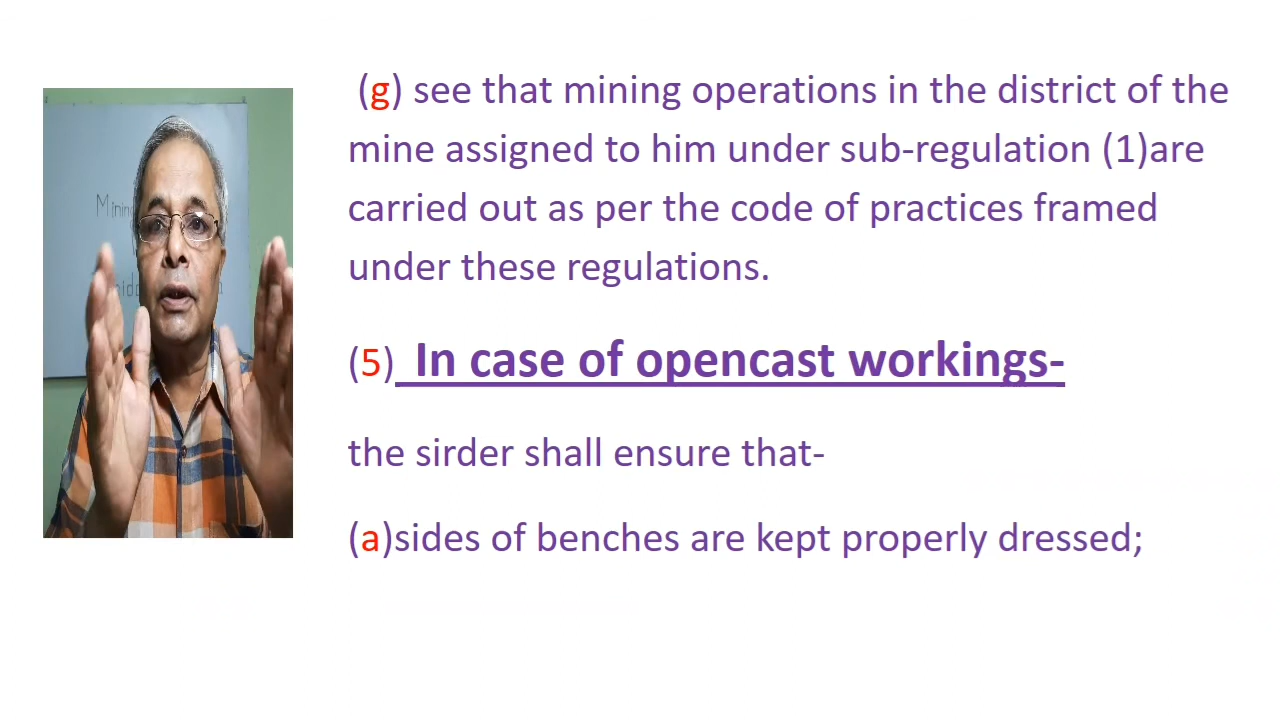 (g) see that mining operations in the district of the
mine assigned to him under sub-regulation (1)are
carried out as per the code of practices framed
under these regulations.
(5) In case of opencast workings-
the sirder shall ensure that-
(a)sides of benches are kept properly dressed;